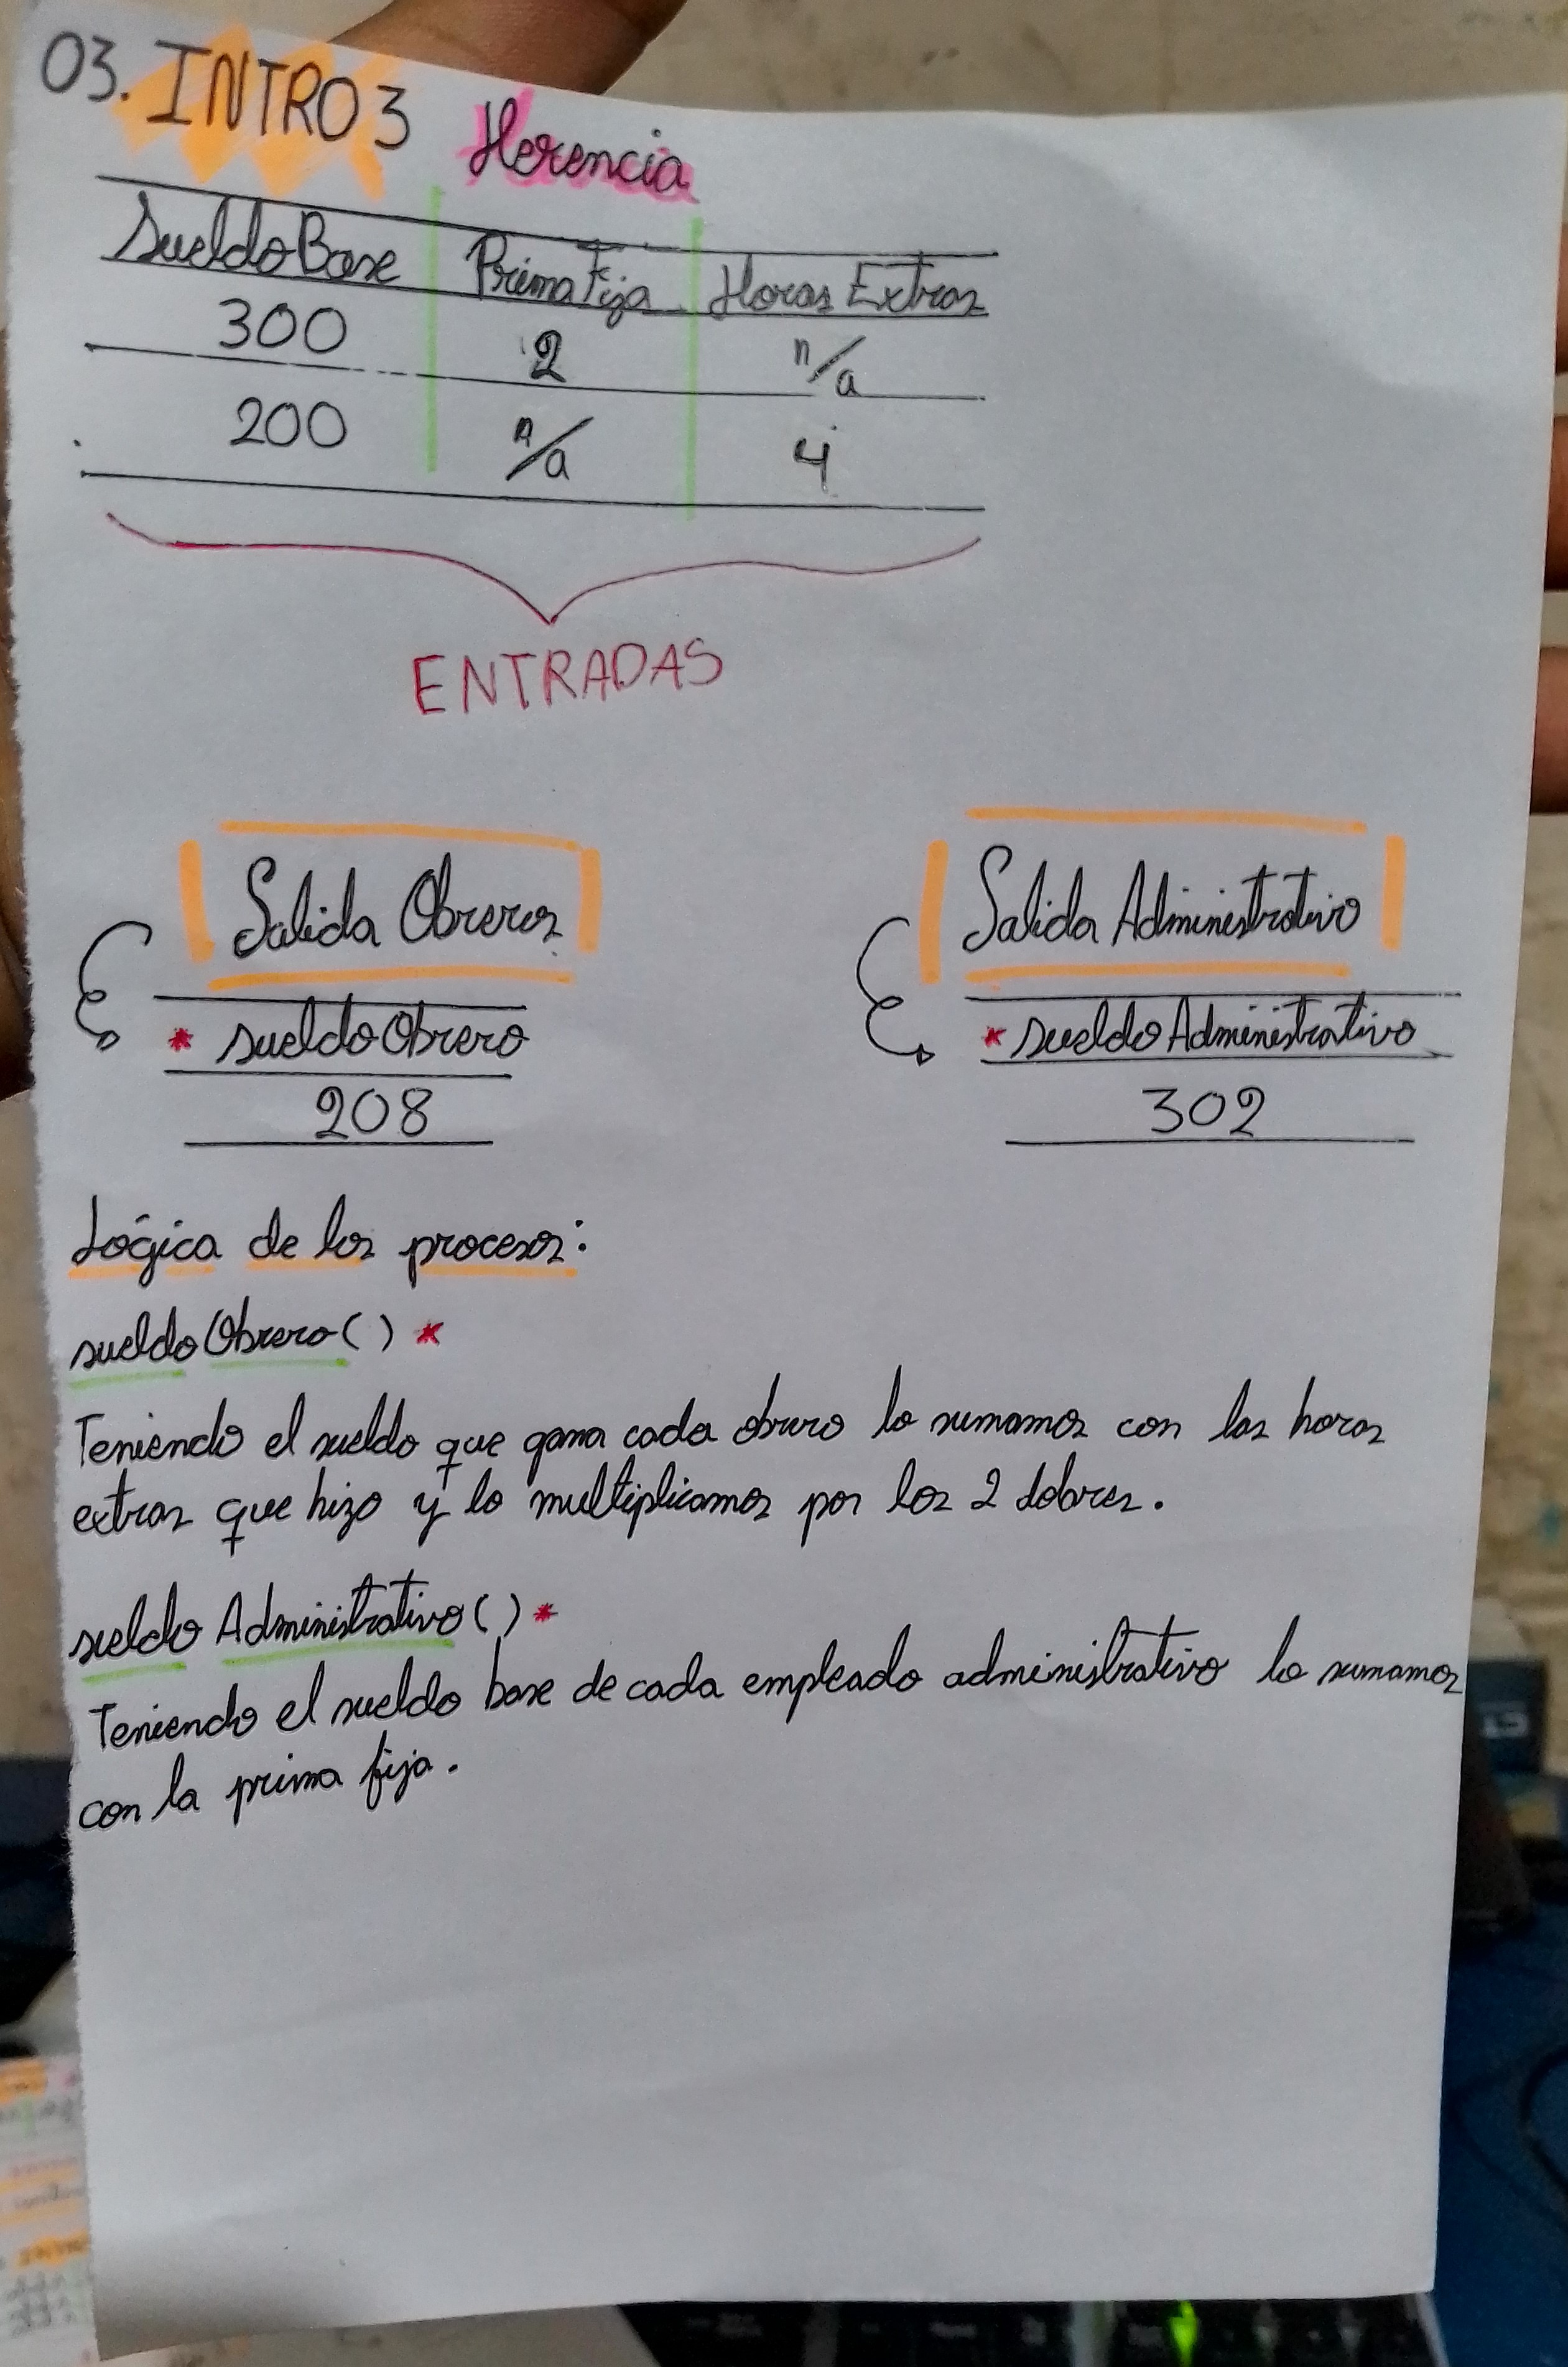 03. INTRO 3 Herencia
SueldoBase PrimaFija Horas Extras
300 2 n/a
200 n/a 4
ENTRADAS
Salida Obreros Salida Administrativo
* sueldoObrero * sueldoAdministrativo
208 302
Lógica de los procesos:
sueldoObrero() *
Teniendo el sueldo que gana cada obrero lo sumamos con las horas
extras que hizo y lo multiplicamos por los 2 dolares.
sueldo Administrativo() *
Teniendo el sueldo base de cada empleado administrativo lo sumamos
con la prima fija.